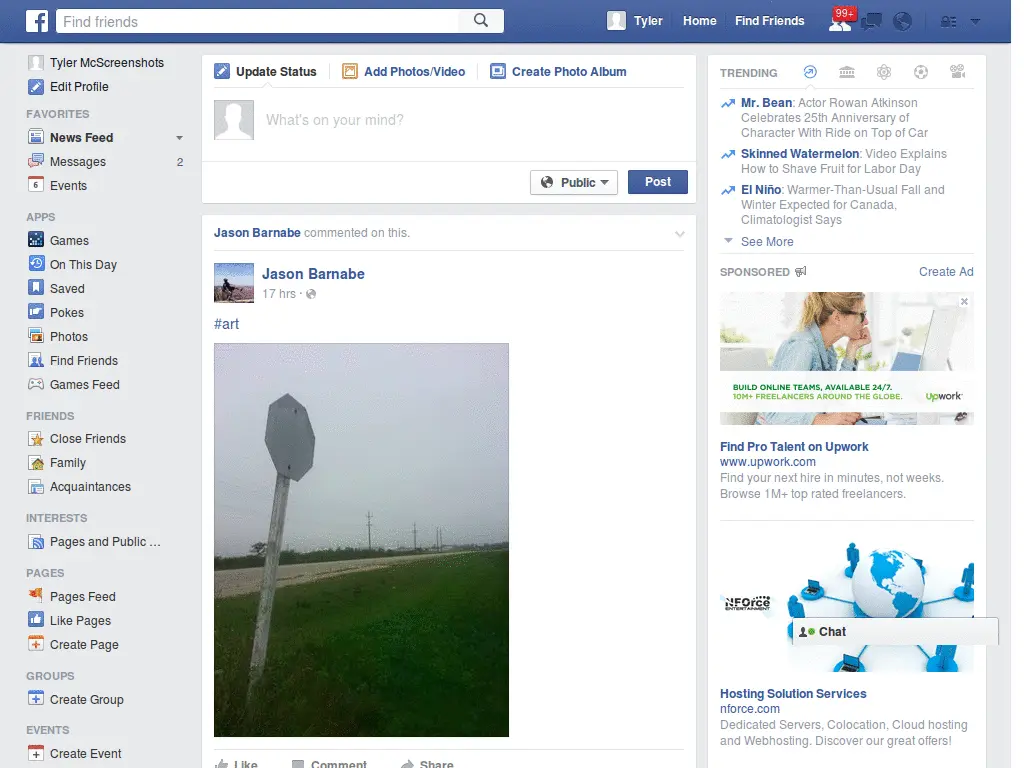 Find friends
Tyler
Home
Find Friends
99+
Tyler McScreenshots
Edit Profile
FAVORITES
News Feed
Messages 2
6 Events
APPS
Games
On This Day
Saved
Pokes
Photos
Find Friends
Games Feed
FRIENDS
Close Friends
Family
Acquaintances
INTERESTS
Pages and Public ...
PAGES
Pages Feed
Like Pages
Create Page
GROUPS
Create Group
EVENTS
Create Event
Update Status
Add Photos/Video
Create Photo Album
What's on your mind?
Public
Post
Jason Barnabe commented on this.
Jason Barnabe
17 hrs ·
#art
Like
Comment
Share
TRENDING
Mr. Bean: Actor Rowan Atkinson
Celebrates 25th Anniversary of
Character With Ride on Top of Car
Skinned Watermelon: Video Explains
How to Shave Fruit for Labor Day
El Niño: Warmer-Than-Usual Fall and
Winter Expected for Canada,
Climatologist Says
See More
SPONSORED
Create Ad
BUILD ONLINE TEAMS, AVAILABLE 24/7.
10M+ FREELANCERS AROUND THE GLOBE.
Upwork
Find Pro Talent on Upwork
www.upwork.com
Find your next hire in minutes, not weeks.
Browse 1M+ top rated freelancers.
NFOrce
ENTERTAINMENT
Chat
Hosting Solution Services
nforce.com
Dedicated Servers, Colocation, Cloud hosting
and Webhosting. Discover our great offers!